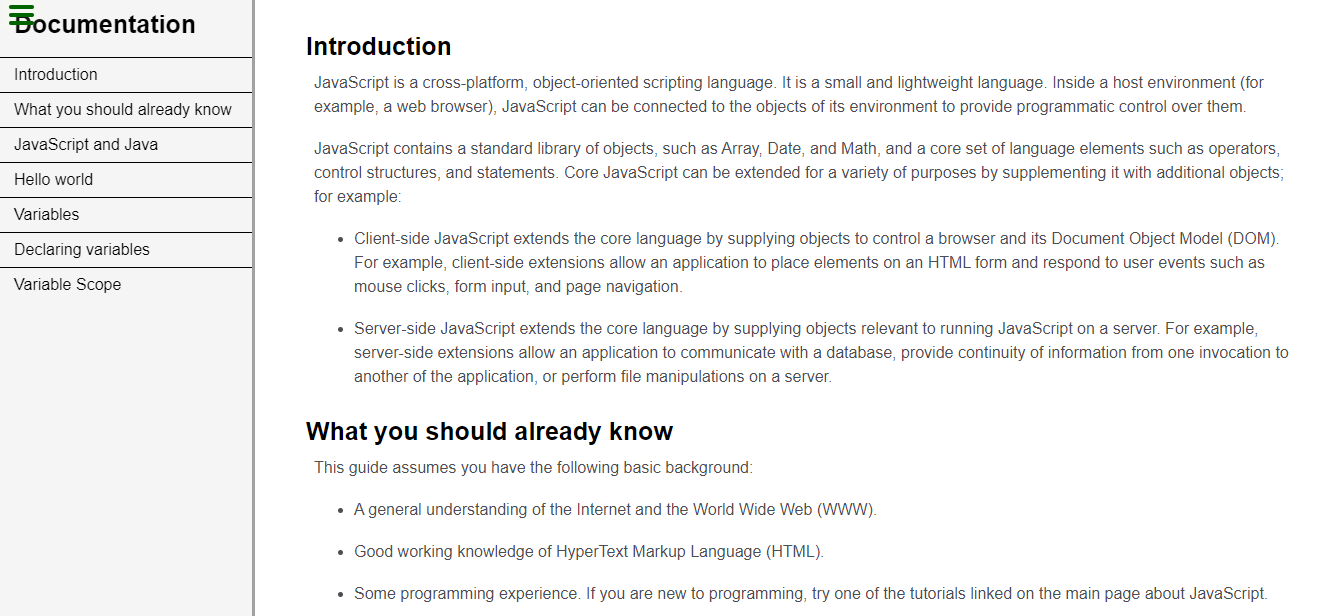 Documentation
Introduction
What you should already know
JavaScript and Java
Hello world
Variables
Declaring variables
Variable Scope
Introduction
JavaScript is a cross-platform, object-oriented scripting language. It is a small and lightweight language. Inside a host environment (for
example, a web browser), JavaScript can be connected to the objects of its environment to provide programmatic control over them.
JavaScript contains a standard library of objects, such as Array, Date, and Math, and a core set of language elements such as operators,
control structures, and statements. Core JavaScript can be extended for a variety of purposes by supplementing it with additional objects;
for example:
• Client-side JavaScript extends the core language by supplying objects to control a browser and its Document Object Model (DOM).
For example, client-side extensions allow an application to place elements on an HTML form and respond to user events such as
mouse clicks, form input, and page navigation.
• Server-side JavaScript extends the core language by supplying objects relevant to running JavaScript on a server. For example,
server-side extensions allow an application to communicate with a database, provide continuity of information from one invocation to
another of the application, or perform file manipulations on a server.
What you should already know
This guide assumes you have the following basic background:
• A general understanding of the Internet and the World Wide Web (WWW).
• Good working knowledge of HyperText Markup Language (HTML).
• Some programming experience. If you are new to programming, try one of the tutorials linked on the main page about JavaScript.